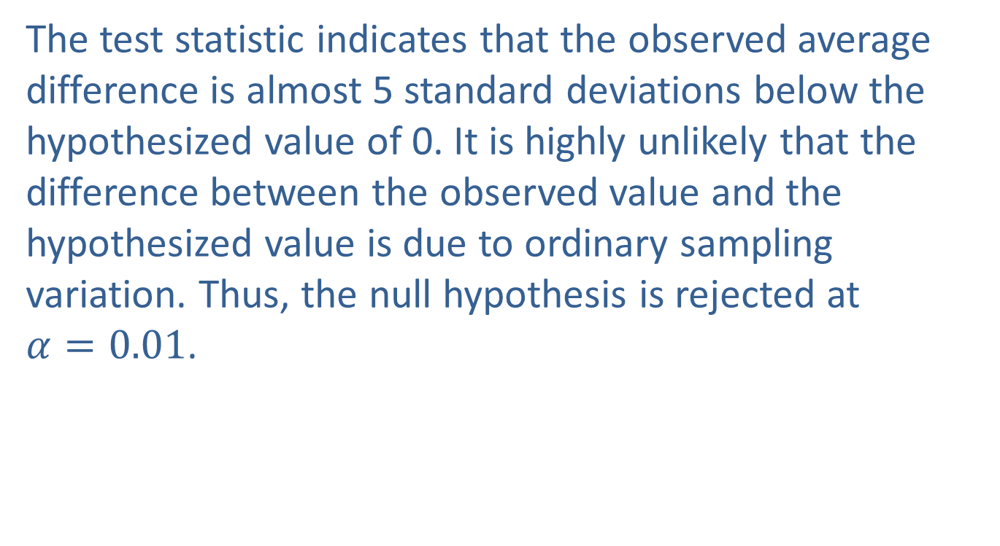 The test statistic indicates that the observed average
difference is almost 5 standard deviations below the
hypothesized value of 0. It is highly unlikely that the
difference between the observed value and the
hypothesized value is due to ordinary sampling
variation. Thus, the null hypothesis is rejected at
𝛼 = 0.01.